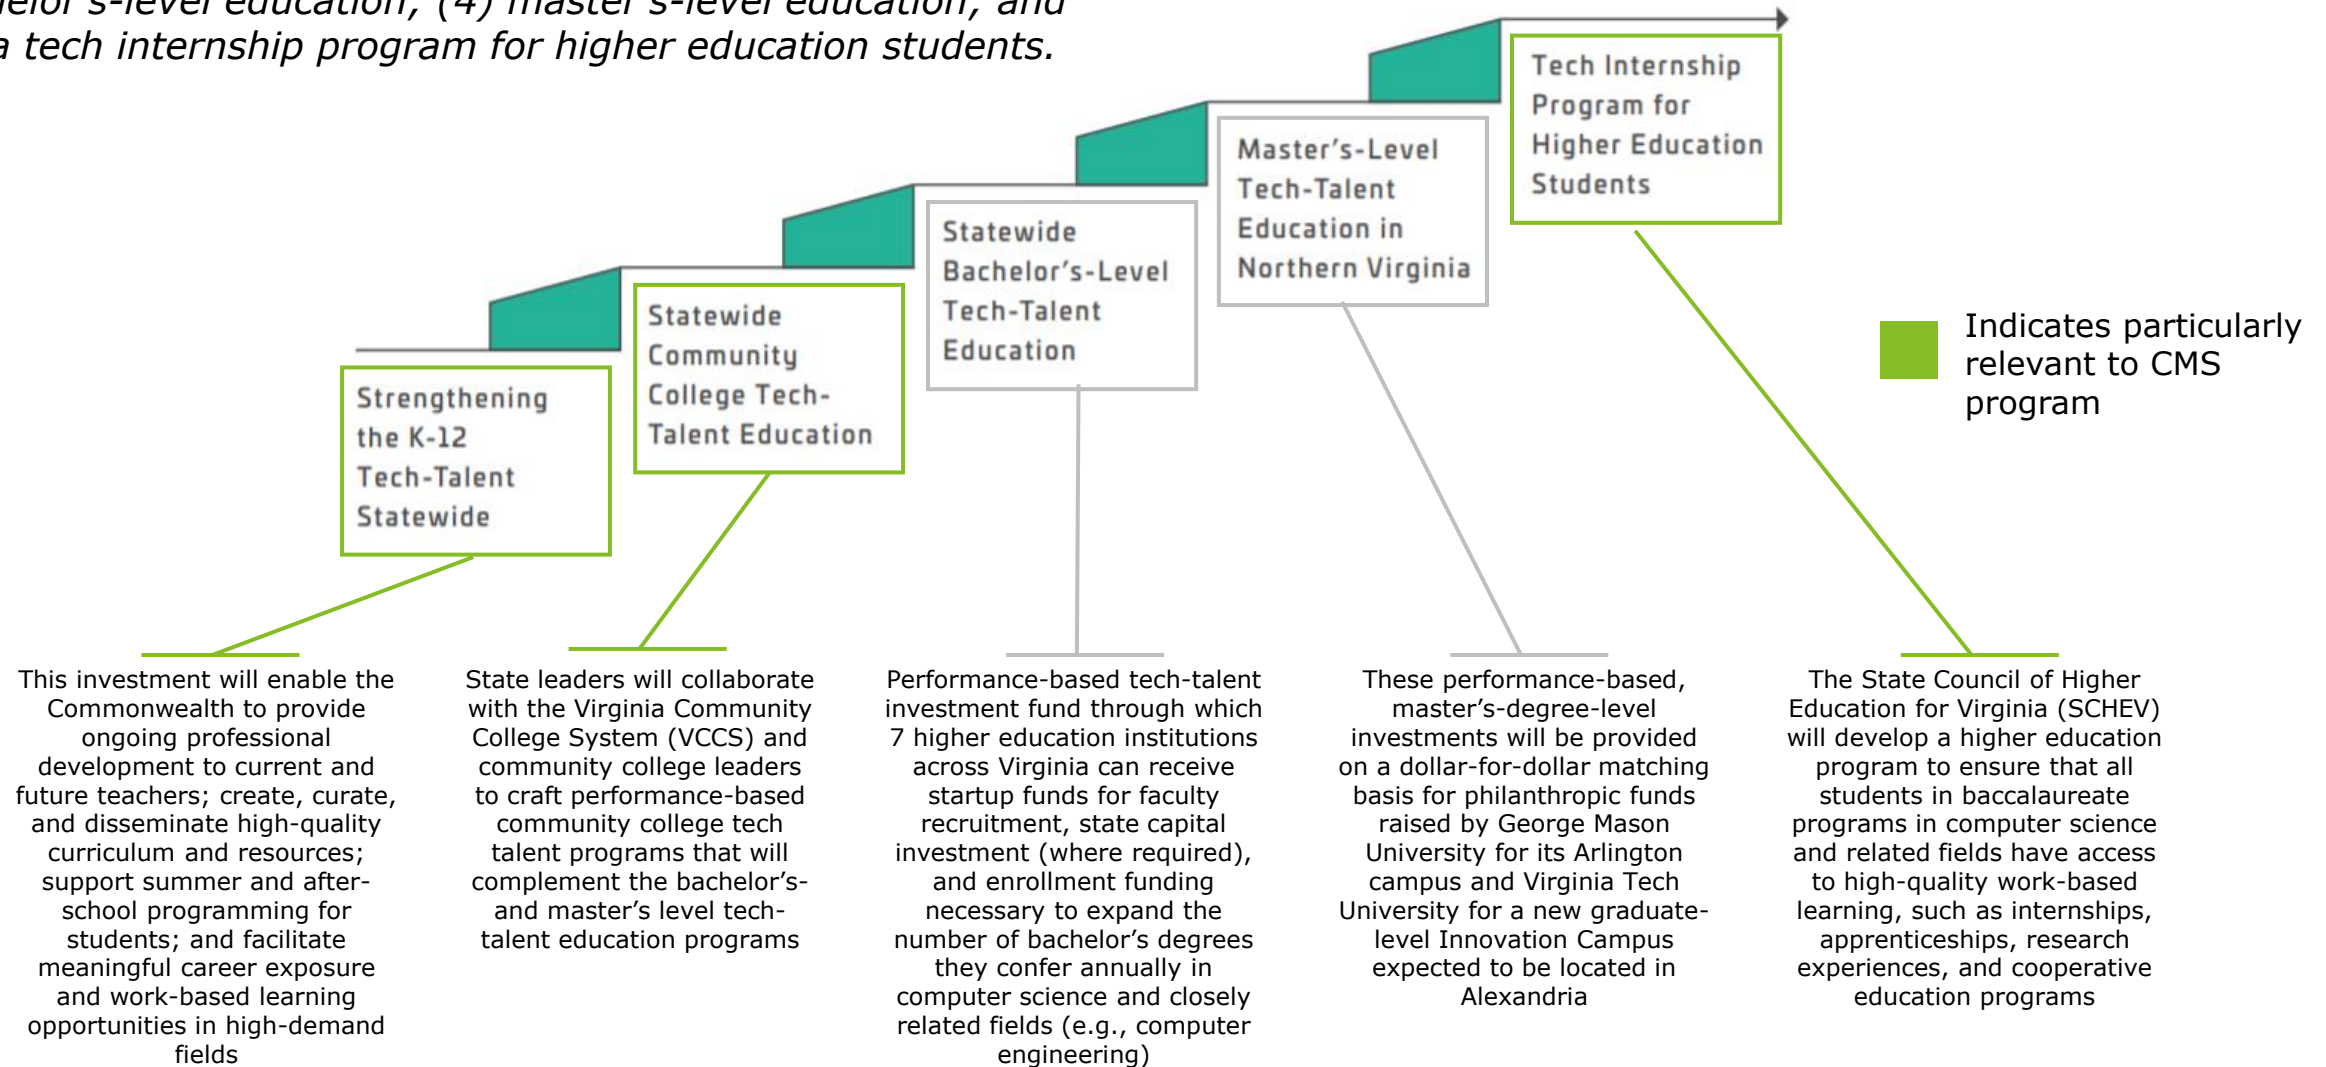 bachelor's-level education, (4) master's-level education, and
a tech internship program for higher education students.
Tech Internship
Program for
Higher Education
Students
Master's-Level
Tech-Talent
Education in
Northern Virginia
Statewide
Bachelor's-Level
Tech-Talent
Education
Statewide
Community
College Tech-
Talent Education
Strengthening
the K-12
Tech-Talent
Statewide
Indicates particularly
relevant to CMS
program
This investment will enable the
Commonwealth to provide
ongoing professional
development to current and
future teachers; create, curate,
and disseminate high-quality
curriculum and resources;
support summer and after-
school programming for
students; and facilitate
meaningful career exposure
and work-based learning
opportunities in high-demand
fields
State leaders will collaborate
with the Virginia Community
College System (VCCS) and
community college leaders
to craft performance-based
community college tech
talent programs that will
complement the bachelor's-
and master's level tech-
talent education programs
Performance-based tech-talent
investment fund through which
7 higher education institutions
across Virginia can receive
startup funds for faculty
recruitment, state capital
investment (where required),
and enrollment funding
necessary to expand the
number of bachelor's degrees
they confer annually in
computer science and closely
related fields (e.g., computer
engineering)
These performance-based,
master's-degree-level
investments will be provided
on a dollar-for-dollar matching
basis for philanthropic funds
raised by George Mason
University for its Arlington
campus and Virginia Tech
University for a new graduate-
level Innovation Campus
expected to be located in
Alexandria
The State Council of Higher
Education for Virginia (SCHEV)
will develop a higher education
program to ensure that all
students in baccalaureate
programs in computer science
and related fields have access
to high-quality work-based
learning, such as internships,
apprenticeships, research
experiences, and cooperative
education programs